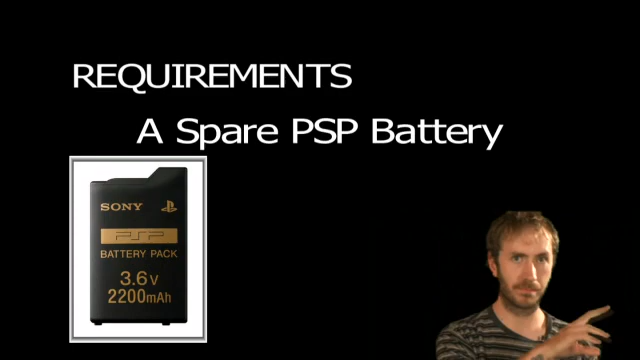 REQUIREMENTS
A Spare PSP Battery
SONY
PSP
BATTERY PACK
3.6V
2200mAh